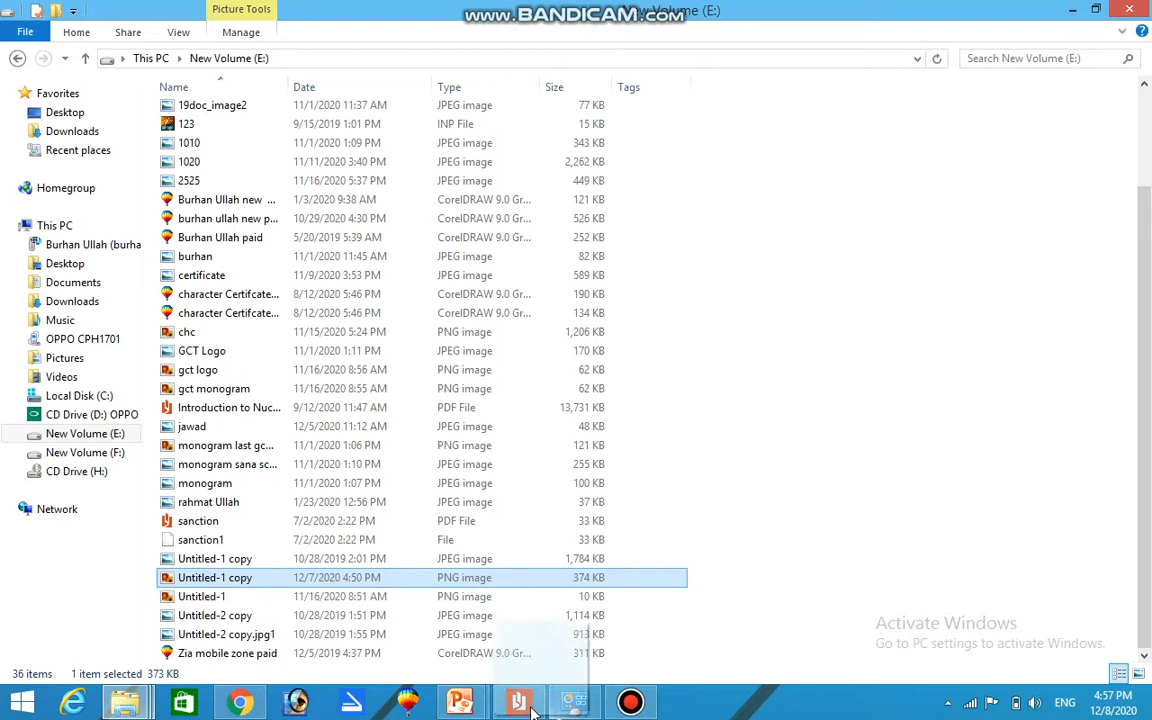 Picture Tools
www.BANDICAM.com
New Volume (E:)
File Home Share View Manage
This PC New Volume (E:)
Search New Volume (E:)
Name Date Type Size Tags
Favorites
Desktop
Downloads
Recent places
Homegroup
This PC
Burhan Ullah (burha
Desktop
Documents
Downloads
Music
OPPO CPH1701
Pictures
Videos
Local Disk (C:)
CD Drive (D:) OPPO
New Volume (E:)
New Volume (F:)
CD Drive (H:)
Network
19doc_image2 11/1/2020 11:37 AM JPEG image 77 KB
123 9/15/2019 1:01 PM INP File 15 KB
1010 11/1/2020 1:09 PM JPEG image 343 KB
1020 11/11/2020 3:40 PM JPEG image 2,262 KB
2525 11/16/2020 5:37 PM JPEG image 449 KB
Burhan Ullah new ... 1/3/2020 9:38 AM CorelDRAW 9.0 Gr... 121 KB
burhan ullah new p... 10/29/2020 4:30 PM CorelDRAW 9.0 Gr... 526 KB
Burhan Ullah paid 5/20/2019 5:39 AM CorelDRAW 9.0 Gr... 252 KB
burhan 11/1/2020 11:45 AM JPEG image 82 KB
certificate 11/9/2020 3:53 PM JPEG image 589 KB
character Certifcate... 8/12/2020 5:46 PM CorelDRAW 9.0 Gr... 190 KB
character Certifcate... 8/12/2020 5:46 PM CorelDRAW 9.0 Gr... 134 KB
chc 11/15/2020 5:24 PM PNG image 1,206 KB
GCT Logo 11/1/2020 1:11 PM JPEG image 170 KB
gct logo 11/16/2020 8:56 AM PNG image 62 KB
gct monogram 11/16/2020 8:55 AM PNG image 62 KB
Introduction to Nuc... 9/12/2020 11:47 AM PDF File 13,731 KB
jawad 12/5/2020 11:12 AM JPEG image 48 KB
monogram last gc... 11/1/2020 1:06 PM PNG image 121 KB
monogram sana sc... 11/1/2020 1:10 PM JPEG image 255 KB
monogram 11/1/2020 1:07 PM JPEG image 100 KB
rahmat Ullah 1/23/2020 12:56 PM JPEG image 37 KB
sanction 7/2/2020 2:22 PM PDF File 33 KB
sanction1 7/2/2020 2:22 PM File 33 KB
Untitled-1 copy 10/28/2019 2:01 PM JPEG image 1,784 KB
Untitled-1 copy 12/7/2020 4:50 PM PNG image 374 KB
Untitled-1 11/16/2020 8:51 AM PNG image 10 KB
Untitled-2 copy 10/28/2019 1:51 PM JPEG image 1,114 KB
Untitled-2 copy.jpg1 10/28/2019 1:55 PM JPEG image 913 KB
Zia mobile zone paid 12/5/2019 4:37 PM CorelDRAW 9.0 Gr... 311 KB
Activate Windows
Go to PC settings to activate Windows.
36 items 1 item selected 373 KB
ENG
4:57 PM
12/8/2020